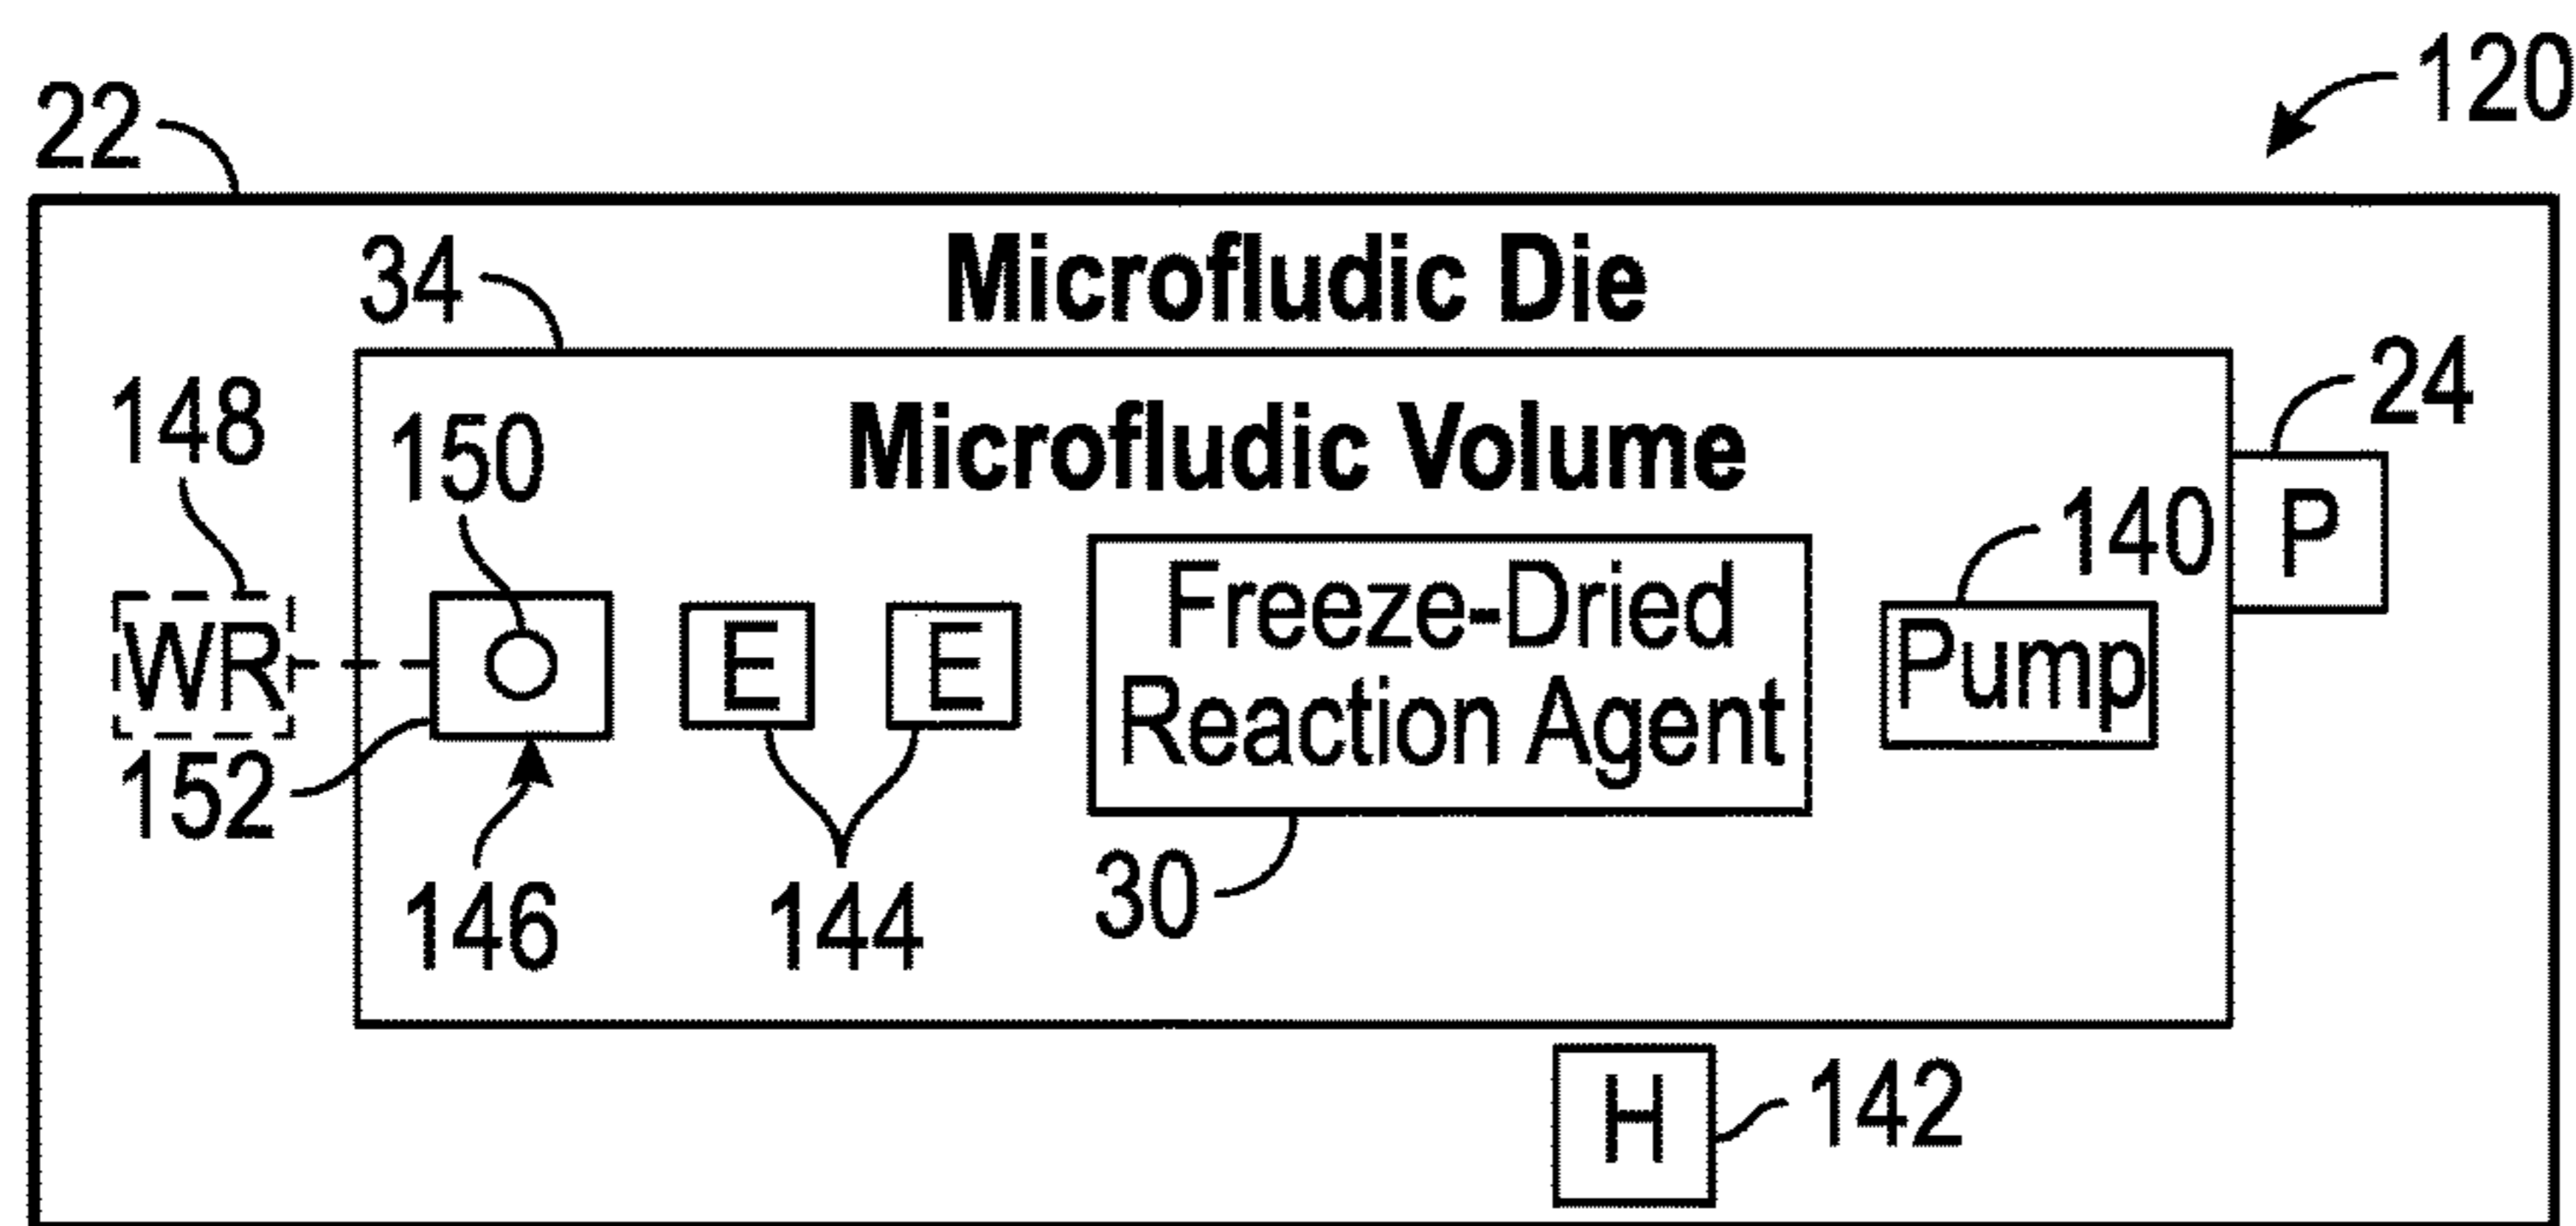 120
22
34
Microfludic Die
24
148
150
Microfludic Volume
140
P
WR
E
E
Freeze-Dried
Reaction Agent
Pump
152
146
144
30
H
142